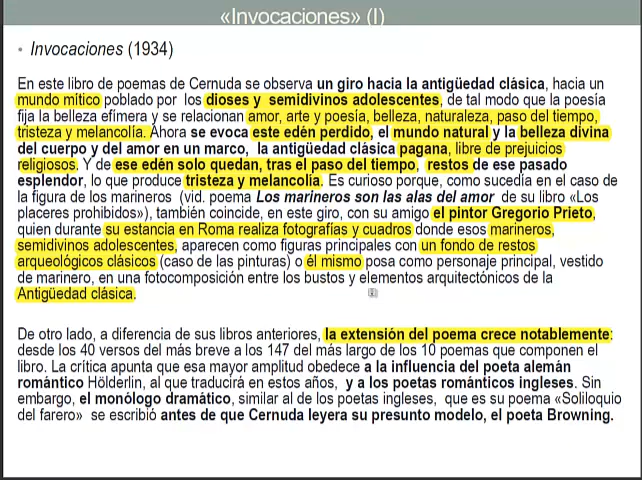 «Invocaciones» (I)
• Invocaciones (1934)
En este libro de poemas de Cernuda se observa un giro hacia la antigüedad clásica, hacia un
mundo mítico poblado por los dioses y semidivinos adolescentes, de tal modo que la poesía
fija la belleza efímera y se relacionan amor, arte y poesía, belleza, naturaleza, paso del tiempo,
tristeza y melancolía. Ahora se evoca este edén perdido, el mundo natural y la belleza divina
del cuerpo y del amor en un marco, la antigüedad clásica pagana, libre de prejuicios
religiosos. Y de ese edén solo quedan, tras el paso del tiempo, restos de ese pasado
esplendor, lo que produce tristeza y melancolía. Es curioso porque, como sucedía en el caso de
la figura de los marineros (vid. poema Los marineros son las alas del amor de su libro «Los
placeres prohibidos»), también coincide, en este giro, con su amigo el pintor Gregorio Prieto,
quien durante su estancia en Roma realiza fotografías y cuadros donde esos marineros,
semidivinos adolescentes, aparecen como figuras principales con un fondo de restos
arqueológicos clásicos (caso de las pinturas) o él mismo posa como personaje principal, vestido
de marinero, en una fotocomposición entre los bustos y elementos arquitectónicos de la
Antigüedad clásica.
De otro lado, a diferencia de sus libros anteriores, la extensión del poema crece notablemente:
desde los 40 versos del más breve a los 147 del más largo de los 10 poemas que componen el
libro. La crítica apunta que esa mayor amplitud obedece a la influencia del poeta alemán
romántico Hölderlin, al que traducirá en estos años, y a los poetas románticos ingleses. Sin
embargo, el monólogo dramático, similar al de los poetas ingleses, que es su poema «Soliloquio
del farero» se escribió antes de que Cernuda leyera su presunto modelo, el poeta Browning.